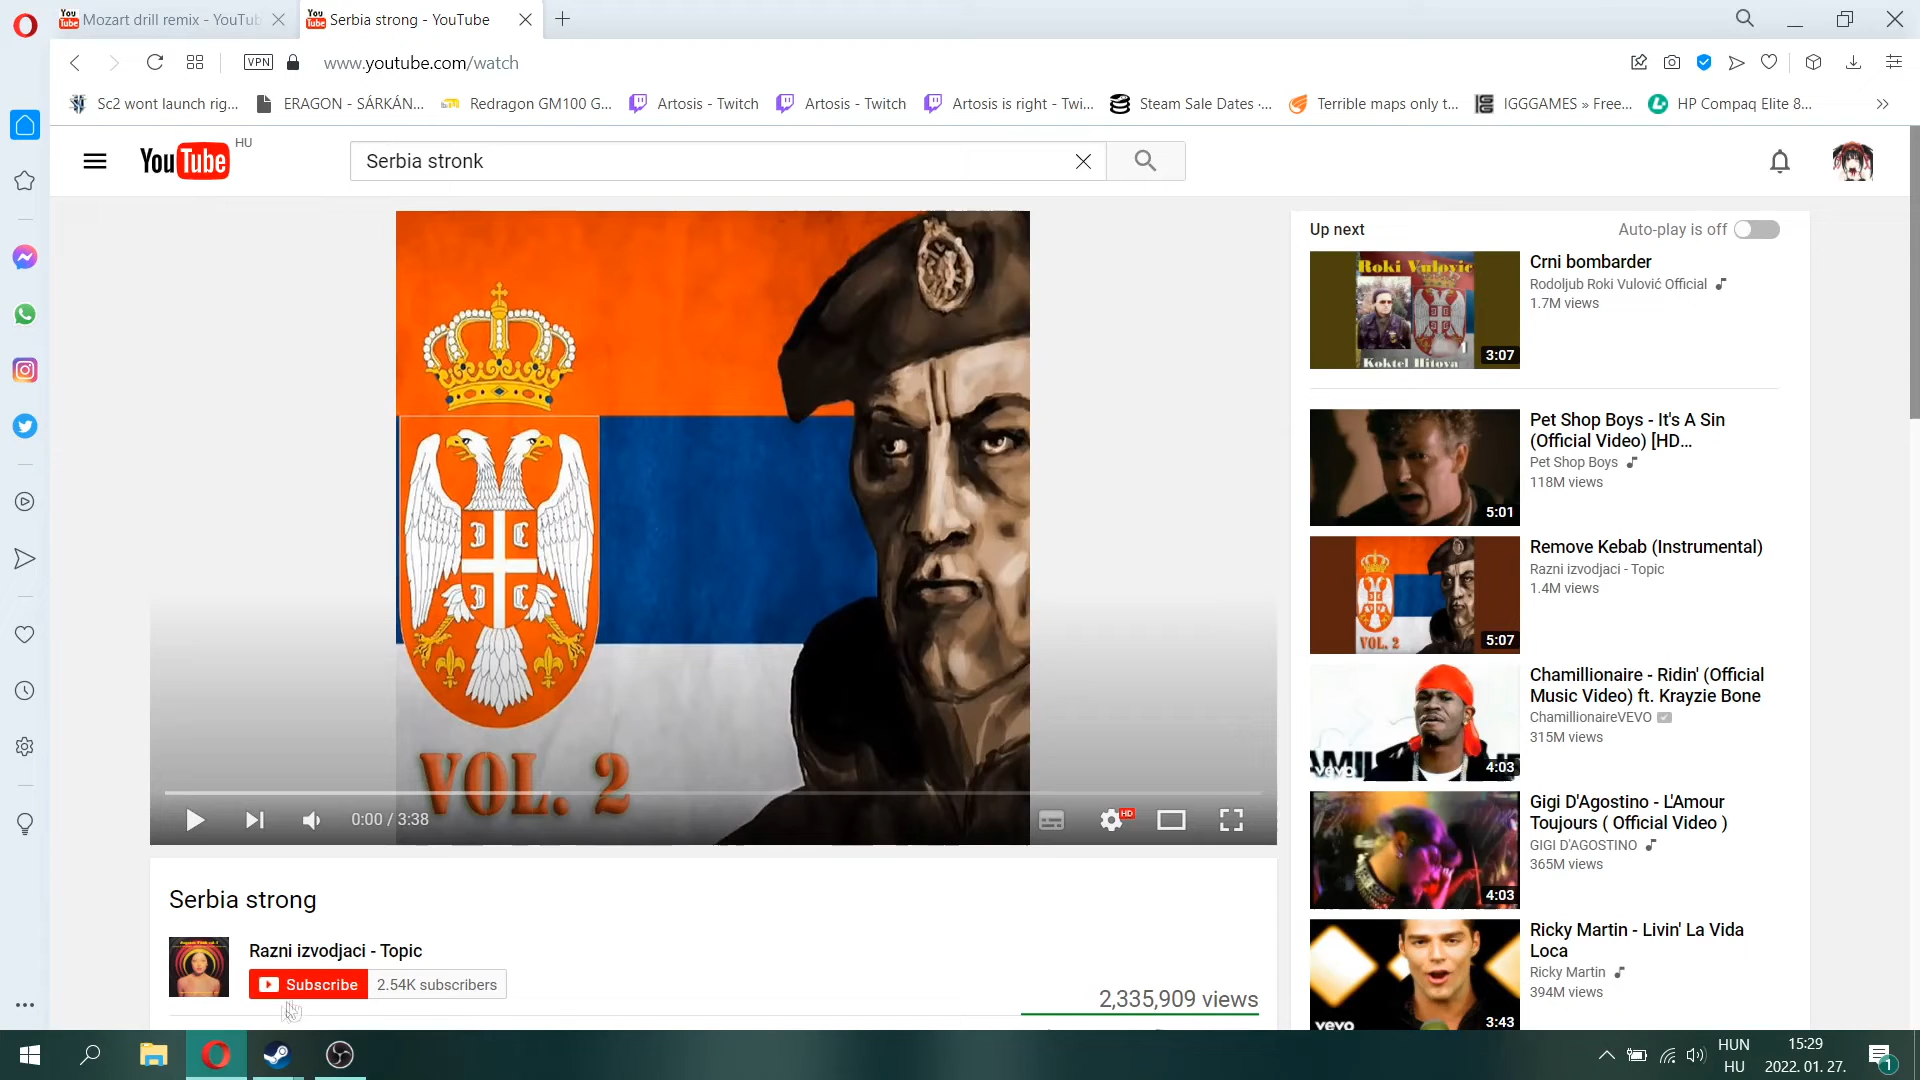 Mozart drill remix - YouTub
Serbia strong - YouTube
VPN
www.youtube.com/watch
Sc2 wont launch rig...
ERAGON - SÁRKÁN...
Redragon GM100 G...
Artosis - Twitch
Artosis - Twitch
Artosis is right - Twi...
Steam Sale Dates ·...
Terrible maps only t...
IGGGAMES » Free...
HP Compaq Elite 8...
YouTube HU
Serbia stronk
VOL. 2
0:00 / 3:38
HD
Serbia strong
Razni izvodjaci - Topic
Subscribe 2.54K subscribers
2,335,909 views
Up next
Auto-play is off
Roki Vulovic
Koktel Hitova
3:07
Crni bombarder
Rodoljub Roki Vulović Official
1.7M views
5:01
Pet Shop Boys - It's A Sin
(Official Video) [HD...
Pet Shop Boys
118M views
VOL. 2
5:07
Remove Kebab (Instrumental)
Razni izvodjaci - Topic
1.4M views
vevo
4:03
Chamillionaire - Ridin' (Official
Music Video) ft. Krayzie Bone
ChamillionaireVEVO
315M views
4:03
Gigi D'Agostino - L'Amour
Toujours ( Official Video )
GIGI D'AGOSTINO
365M views
vevo
3:43
Ricky Martin - Livin' La Vida
Loca
Ricky Martin
394M views
HUN
HU
15:29
2022. 01. 27.
1